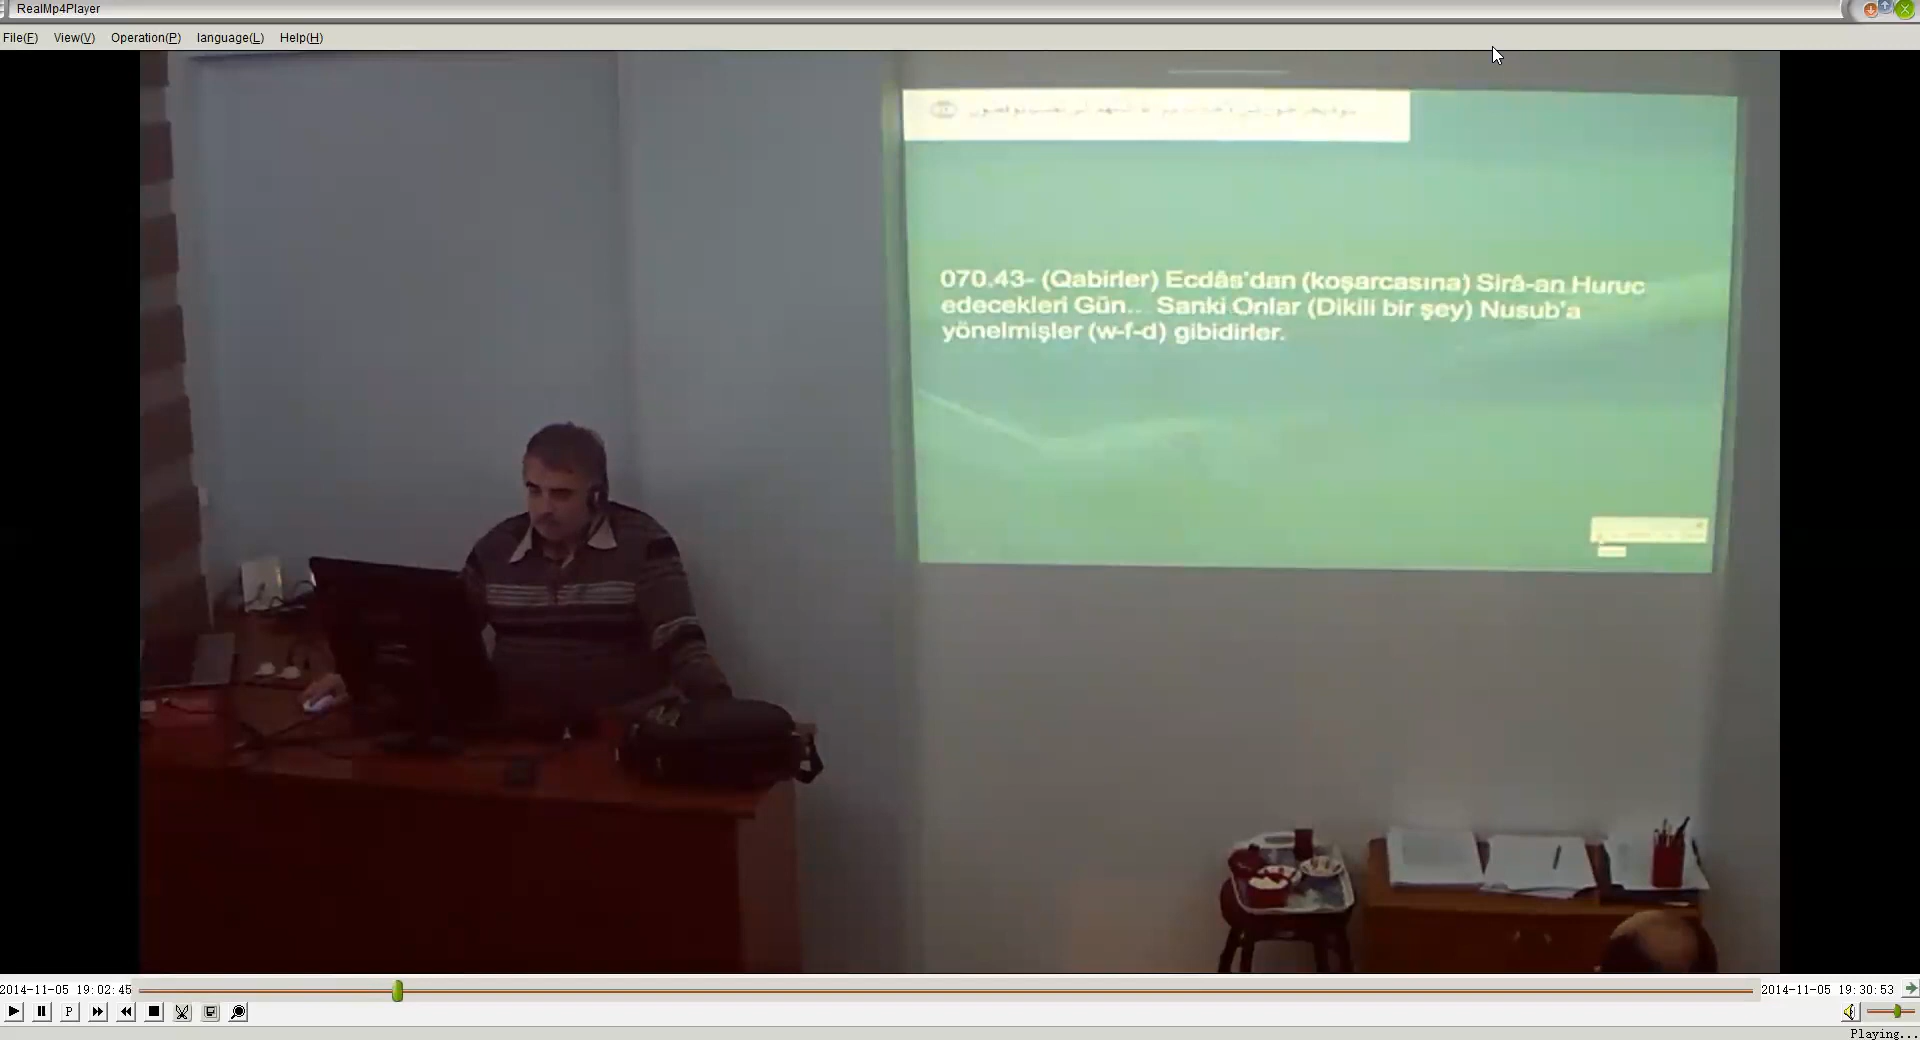 RealMp4Player
File(F) View(V) Operation(P) language(L) Help(H)
070.43- (Qabirler) Ecdâs'dan (koşarcasına) Sirâ-an Huruc
edecekleri Gün... Sanki Onlar (Dikili bir şey) Nusub'a
yönelmişler (w-f-d) gibidirler.
2014-11-05 19:02:45
2014-11-05 19:30:53
P
Playing...